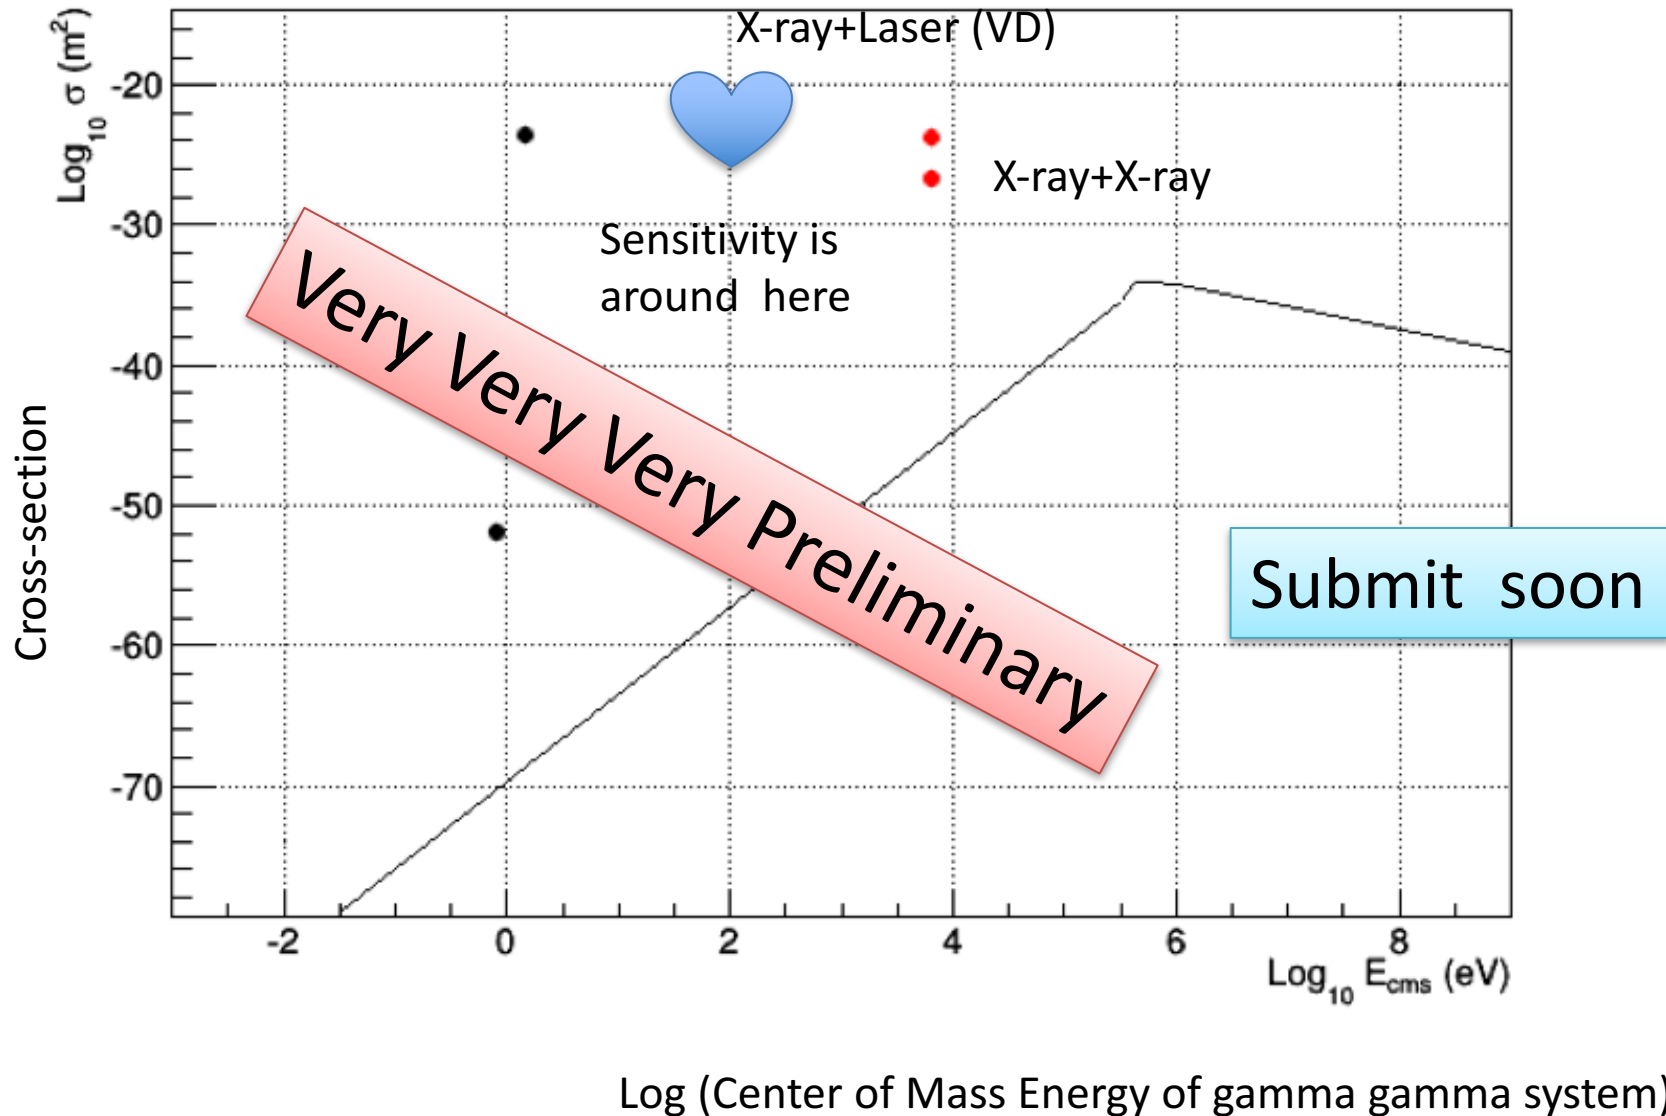 X-ray+Laser (VD)
Log₁₀ σ (m²)
-20
X-ray+X-ray
-30
Sensitivity is
around here
-40
Very Very Very Very Preliminary
Cross-section
-50
Submit soon
-60
-70
-2 0 2 4 6 8
Log₁₀ E_cms (eV)
Log (Center of Mass Energy of gamma gamma system)